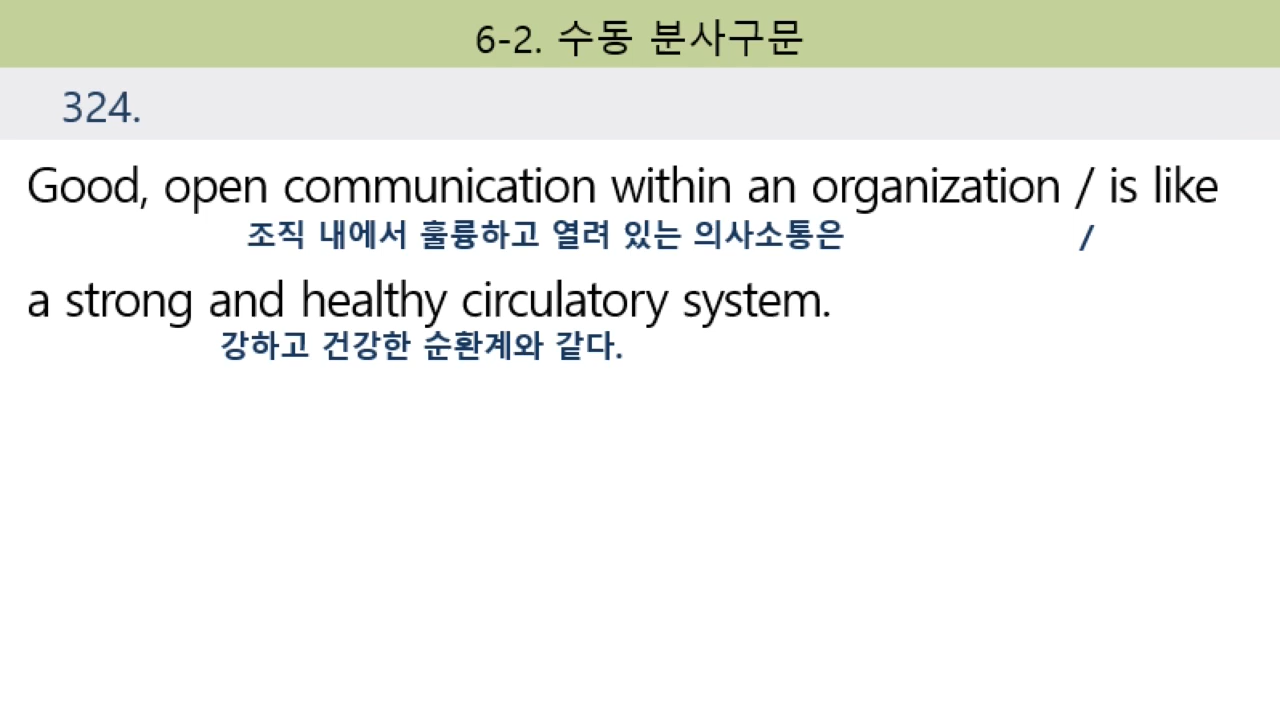 6-2. 수동 분사구문
324.
Good, open communication within an organization / is like
조직 내에서 훌륭하고 열려 있는 의사소통은 /
a strong and healthy circulatory system.
강하고 건강한 순환계와 같다.